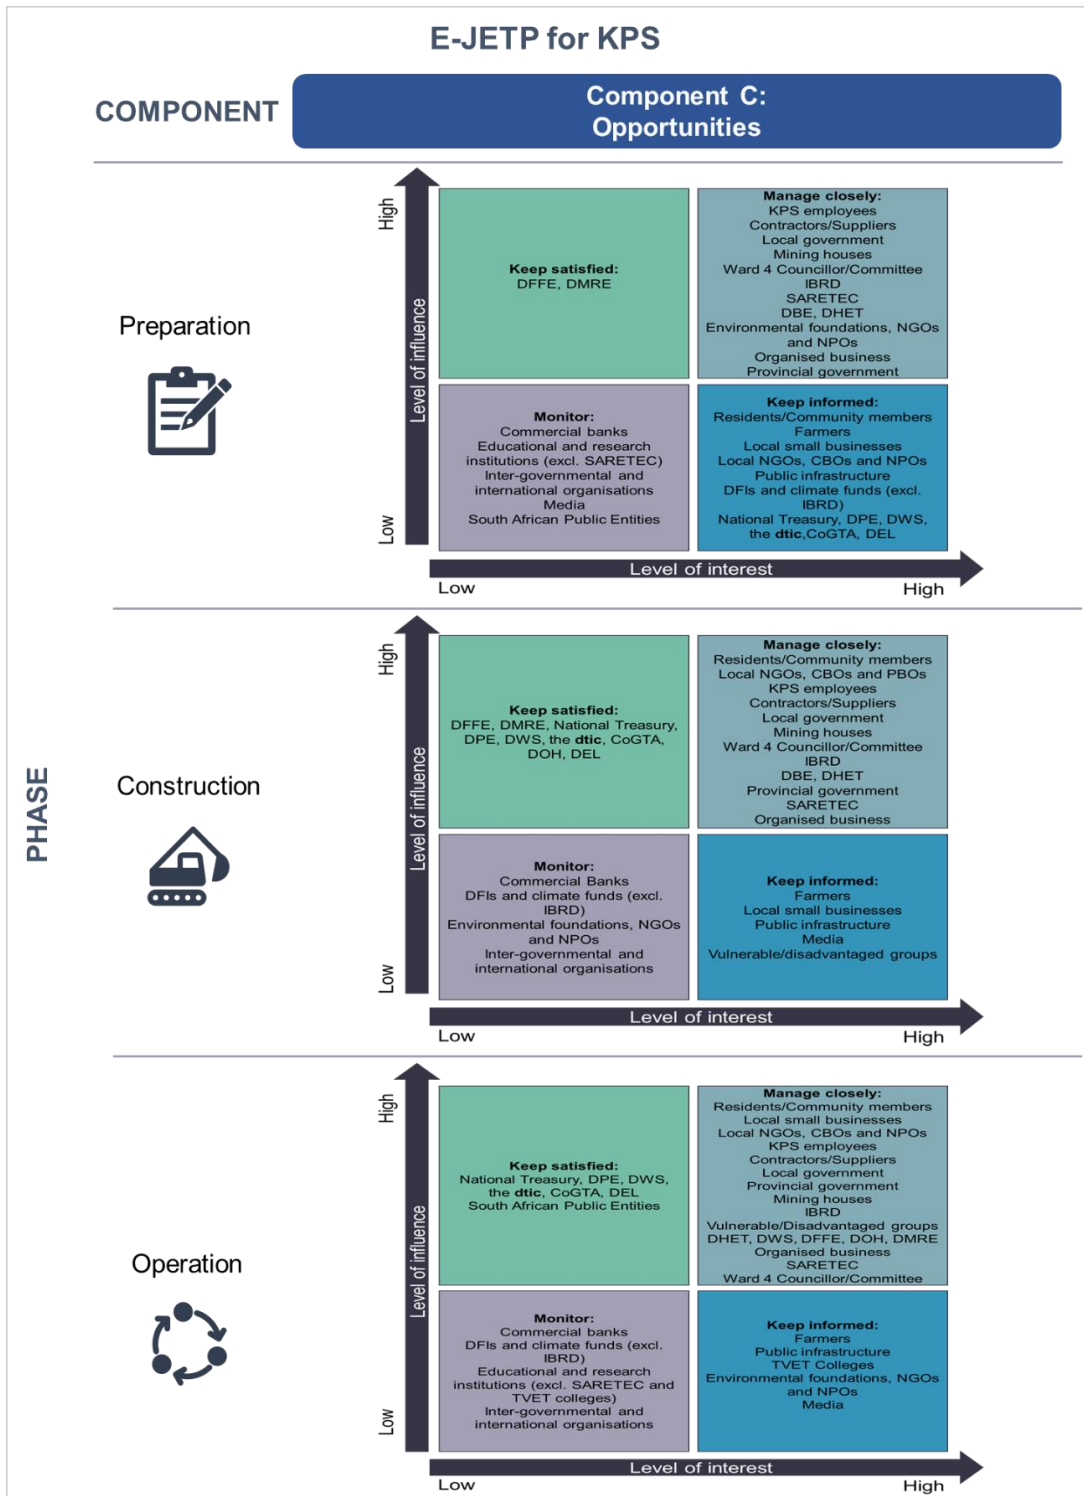 E-JETP for KPS
COMPONENT
Component C:
Opportunities
PHASE
Preparation
High
Level of influence
Low
Keep satisfied:
DFFE, DMRE
Manage closely:
KPS employees
Contractors/Suppliers
Local government
Mining houses
Ward 4 Councillor/Committee
IBRD
SARETEC
DBE, DHET
Environmental foundations, NGOs
and NPOs
Organised business
Provincial government
Monitor:
Commercial banks
Educational and research
institutions (excl. SARETEC)
Inter-governmental and
international organisations
Media
South African Public Entities
Keep informed:
Residents/Community members
Farmers
Local small businesses
Local NGOs, CBOs and NPOs
Public infrastructure
DFIs and climate funds (excl.
IBRD)
National Treasury, DPE, DWS,
the dtic,CoGTA, DEL
Level of interest
Low
High
Construction
High
Level of influence
Low
Keep satisfied:
DFFE, DMRE, National Treasury,
DPE, DWS, the dtic, CoGTA,
DOH, DEL
Manage closely:
Residents/Community members
Local NGOs, CBOs and PBOs
KPS employees
Contractors/Suppliers
Local government
Mining houses
Ward 4 Councillor/Committee
IBRD
DBE, DHET
Provincial government
SARETEC
Organised business
Monitor:
Commercial Banks
DFIs and climate funds (excl.
IBRD)
Environmental foundations, NGOs
and NPOs
Inter-governmental and
international organisations
Keep informed:
Farmers
Local small businesses
Public infrastructure
Media
Vulnerable/disadvantaged groups
Level of interest
Low
High
Operation
High
Level of influence
Low
Keep satisfied:
National Treasury, DPE, DWS,
the dtic, CoGTA, DEL
South African Public Entities
Manage closely:
Residents/Community members
Local small businesses
Local NGOs, CBOs and NPOs
KPS employees
Contractors/Suppliers
Local government
Provincial government
Mining houses
IBRD
Vulnerable/Disadvantaged groups
DHET, DWS, DFFE, DOH, DMRE
Organised business
SARETEC
Ward 4 Councillor/Committee
Monitor:
Commercial banks
DFIs and climate funds (excl.
IBRD)
Educational and research
institutions (excl. SARETEC and
TVET colleges)
Inter-governmental and
international organisations
Keep informed:
Farmers
Public infrastructure
TVET Colleges
Environmental foundations, NGOs
and NPOs
Media
Level of interest
Low
High